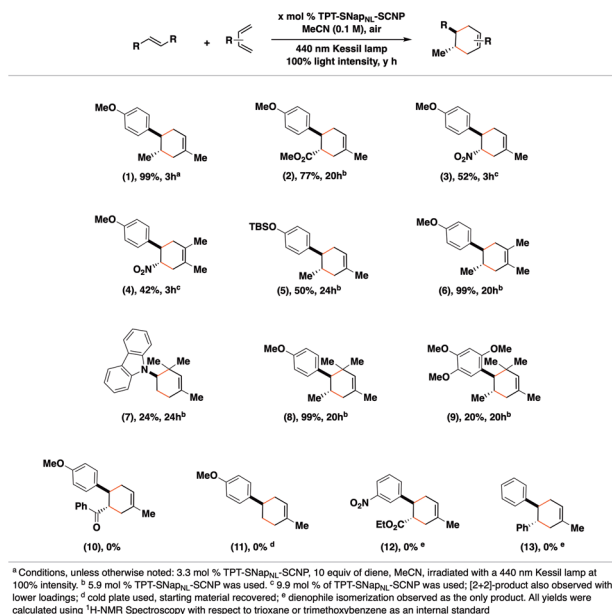 x mol % TPT-SNap_NL-SCNP
MeCN (0.1 M), air
440 nm Kessil lamp
100% light intensity, y h
R
R
+
R
R
Me
R
MeO
Me
Me
(1), 99%, 3h^a
MeO
MeO₂C
Me
(2), 77%, 20h^b
MeO
NO₂
Me
(3), 52%, 3h^c
MeO
NO₂
Me
Me
(4), 42%, 3h^c
TBSO
Me
Me
(5), 50%, 24h^b
MeO
Me
Me
Me
(6), 99%, 20h^b
N
Me
Me
Me
(7), 24%, 24h^b
MeO
Me
Me
Me
Me
(8), 99%, 20h^b
MeO
OMe
MeO
Me
Me
Me
Me
(9), 20%, 20h^b
MeO
Ph
O
Me
(10), 0%
MeO
Me
(11), 0% ^d
O₂N
EtO₂C
Me
(12), 0% ^e
Ph
Me
(13), 0% ^e
^a Conditions, unless otherwise noted: 3.3 mol % TPT-SNap_NL-SCNP, 10 equiv of diene, MeCN, irradiated with a 440 nm Kessil lamp at
100% intensity. ^b 5.9 mol % TPT-SNap_NL-SCNP was used. ^c 9.9 mol % of TPT-SNap_NL-SCNP was used; [2+2]-product also observed with
lower loadings; ^d cold plate used, starting material recovered; ^e dienophile isomerization observed as the only product. All yields were
calculated using ¹H-NMR Spectroscopy with respect to trioxane or trimethoxybenzene as an internal standard